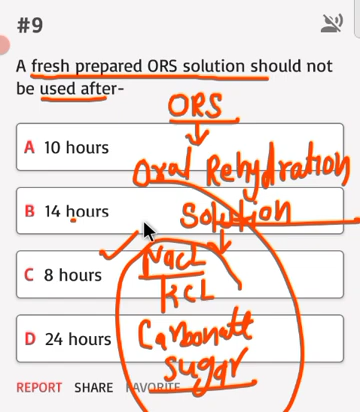 #9
A fresh prepared ORS solution should not
be used after-
ORS
A 10 hours
Oral Rehydration
B 14 hours
Solution
NaCl
C 8 hours
KCL
Carbonate
D 24 hours
sugar
REPORT SHARE FAVORITE